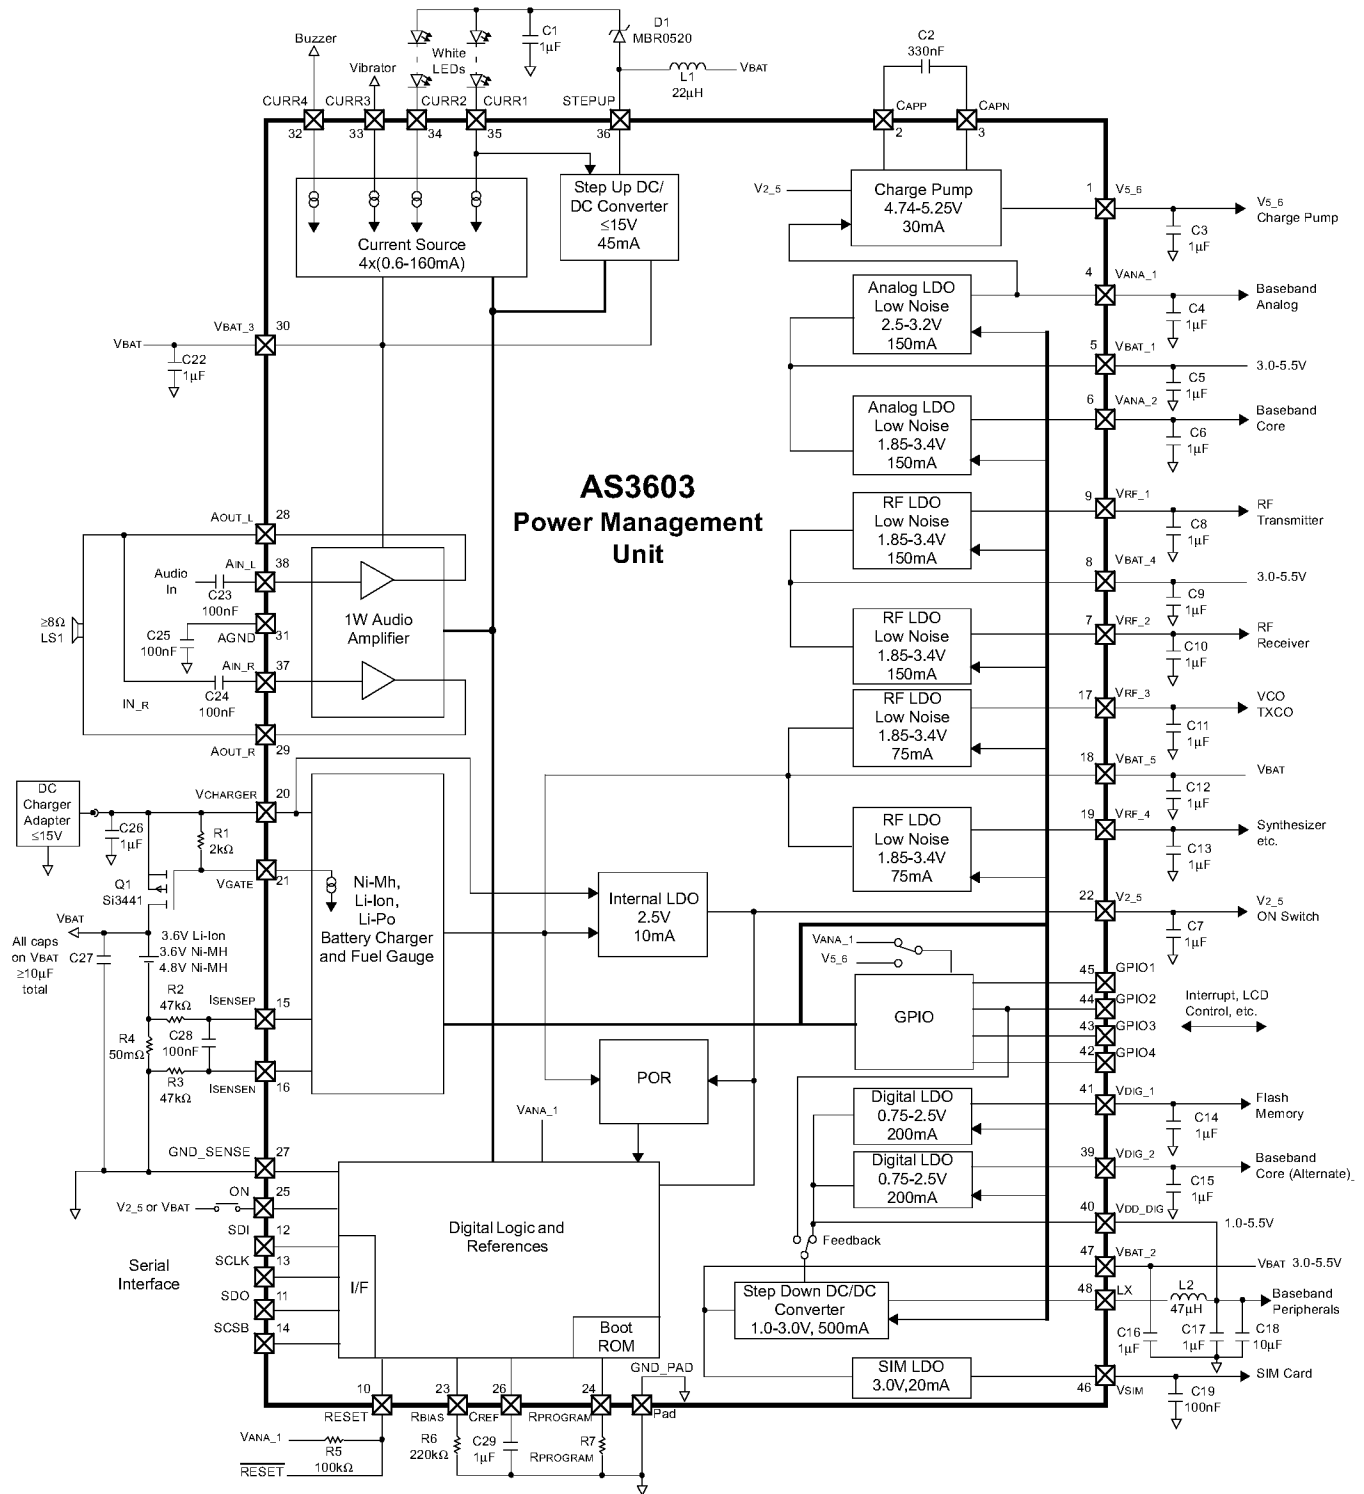 D1
MBR0520
C1
1µF
White
LEDs
Buzzer
Vibrator
L1
22µH
VBAT
C2
330nF
CURR4
CURR3
CURR2
CURR1
STEPUP
CAPP
CAPN
32
33
34
35
36
2
3
Step Up DC/
DC Converter
≤15V
45mA
Current Source
4x(0.6-160mA)
V2_5
Charge Pump
4.74-5.25V
30mA
1
V5_6
V5_6
Charge Pump
C3
1µF
Analog LDO
Low Noise
2.5-3.2V
150mA
4
VANA_1
Baseband
Analog
C4
1µF
5
VBAT_1
3.0-5.5V
C5
1µF
VBAT
VBAT_3
30
C22
1µF
Analog LDO
Low Noise
1.85-3.4V
150mA
6
VANA_2
Baseband
Core
C6
1µF
AS3603
Power Management
Unit
RF LDO
Low Noise
1.85-3.4V
150mA
9
VRF_1
RF
Transmitter
C8
1µF
8
VBAT_4
3.0-5.5V
C9
1µF
RF LDO
Low Noise
1.85-3.4V
150mA
7
VRF_2
RF
Receiver
C10
1µF
AOUT_L
28
Audio
In
AIN_L
38
C23
100nF
≥8Ω
LS1
C25
100nF
AGND
31
1W Audio
Amplifier
AIN_R
37
IN_R
C24
100nF
AOUT_R
29
RF LDO
Low Noise
1.85-3.4V
75mA
17
VRF_3
VCO
TXCO
C11
1µF
18
VBAT_5
VBAT
C12
1µF
RF LDO
Low Noise
1.85-3.4V
75mA
19
VRF_4
Synthesizer
etc.
C13
1µF
DC
Charger
Adapter
≤15V
VCHARGER
20
C26
1µF
R1
2kΩ
Q1
Si3441
VGATE
21
Ni-Mh,
Li-Ion,
Li-Po
Battery Charger
and Fuel Gauge
Internal LDO
2.5V
10mA
22
V2_5
V2_5
ON Switch
C7
1µF
VBAT
All caps
on VBAT
≥10µF
total
C27
3.6V Li-Ion
3.6V Ni-MH
4.8V Ni-MH
R2
47kΩ
ISENSEP
15
R4
50mΩ
C28
100nF
R3
47kΩ
ISENSEN
16
VANA_1
V5_6
GPIO
45
GPIO1
44
GPIO2
43
GPIO3
42
GPIO4
Interrupt, LCD
Control, etc.
POR
VANA_1
Digital LDO
0.75-2.5V
200mA
41
VDIG_1
Flash
Memory
C14
1µF
Digital LDO
0.75-2.5V
200mA
39
VDIG_2
Baseband
Core (Alternate)
C15
1µF
GND_SENSE
27
ON
25
V2_5 or VBAT
SDI
12
SCLK
13
SDO
11
SCSB
14
Serial
Interface
I/F
Digital Logic and
References
Boot
ROM
Feedback
40
VDD_DIG
1.0-5.5V
47
VBAT_2
VBAT 3.0-5.5V
Step Down DC/DC
Converter
1.0-3.0V, 500mA
48
LX
L2
47µH
Baseband
Peripherals
C16
1µF
C17
1µF
C18
10µF
SIM LDO
3.0V,20mA
46
VSIM
SIM Card
C19
100nF
GND_PAD
10
23
26
24
RESET
RBIAS
CREF
RPROGRAM
Pad
VANA_1
R5
100kΩ
RESET
R6
220kΩ
C29
1µF
R7
RPROGRAM